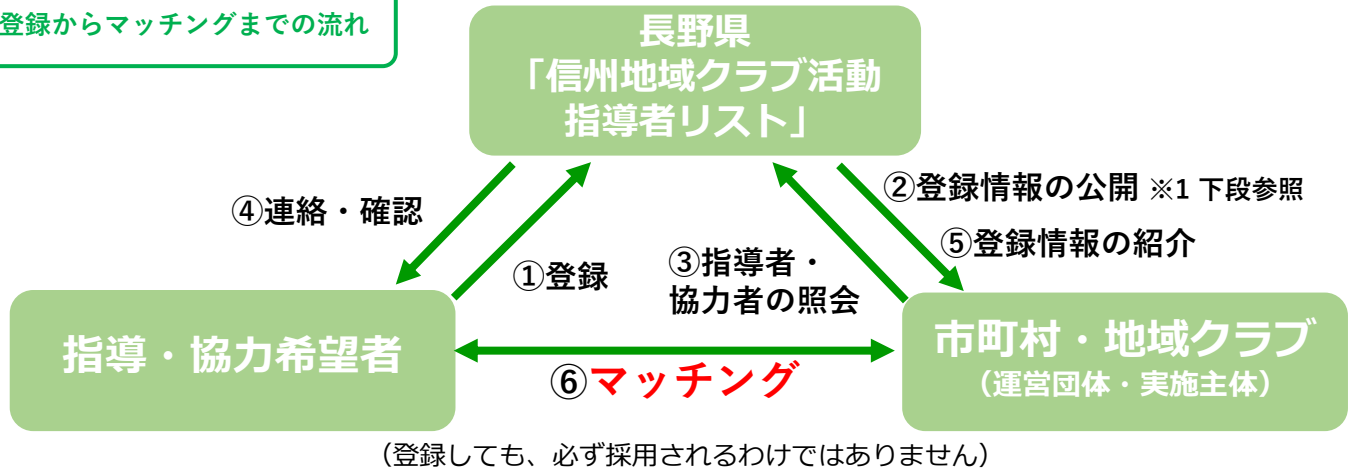 登録からマッチングまでの流れ
長野県
「信州地域クラブ活動
指導者リスト」
②登録情報の公開 ※1 下段参照
④連絡・確認
⑤登録情報の紹介
①登録
③指導者・
協力者の照会
指導・協力希望者
市町村・地域クラブ
（運営団体・実施主体）
⑥マッチング
（登録しても、必ず採用されるわけではありません）